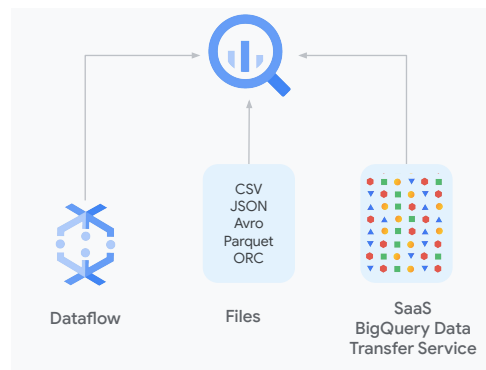 CSV
JSON
Avro
Parquet
ORC
Dataflow
Files
SaaS
BigQuery Data
Transfer Service